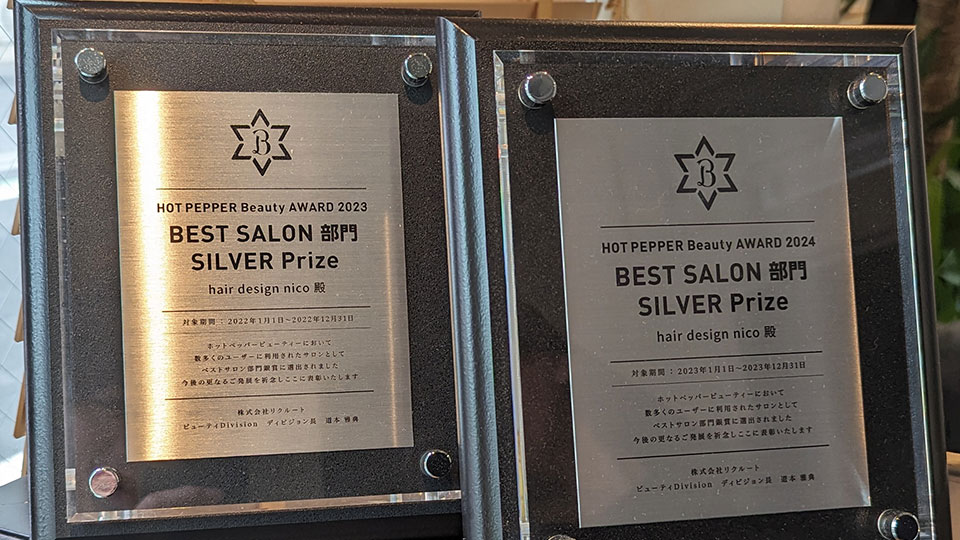 B
HOT PEPPER Beauty AWARD 2023
BEST SALON 部門
SILVER Prize
hair design nico 殿
対象期間：2022年1月1日~2022年12月31日
ホットペッパービューティーにおいて
数多くのユーザーに利用されたサロンとして
ベストサロン部門銀賞に選出されました
今後の更なるご発展を祈念しここに表彰いたします
株式会社リクルート
ビューティDivision ディビジョン長 道本 雅典
B
HOT PEPPER Beauty AWARD 2024
BEST SALON 部門
SILVER Prize
hair design nico 殿
対象期間：2023年1月1日~2023年12月31日
ホットペッパービューティーにおいて
数多くのユーザーに利用されたサロンとして
ベストサロン部門銀賞に選出されました
今後の更なるご発展を祈念しここに表彰いたします
株式会社リクルート
ビューティDivision ディビジョン長 道本 雅典